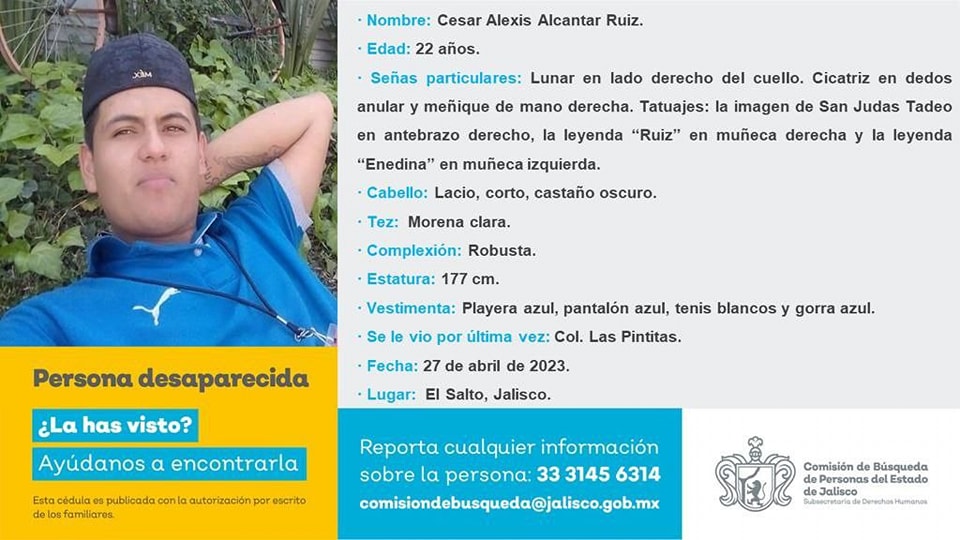 MEX.
· Nombre: Cesar Alexis Alcantar Ruiz.
· Edad: 22 años.
· Señas particulares: Lunar en lado derecho del cuello. Cicatriz en dedos
anular y meñique de mano derecha. Tatuajes: la imagen de San Judas Tadeo
en antebrazo derecho, la leyenda “Ruiz” en muñeca derecha y la leyenda
“Enedina” en muñeca izquierda.
· Cabello: Lacio, corto, castaño oscuro.
· Tez: Morena clara.
· Complexión: Robusta.
· Estatura: 177 cm.
· Vestimenta: Playera azul, pantalón azul, tenis blancos y gorra azul.
· Se le vio por última vez: Col. Las Pintitas.
· Fecha: 27 de abril de 2023.
· Lugar: El Salto, Jalisco.
Persona desaparecida
¿La has visto?
Ayúdanos a encontrarla
Esta cédula es publicada con la autorización por escrito
de los familiares.
Reporta cualquier información
sobre la persona: 33 3145 6314
comisiondebusqueda@jalisco.gob.mx
Comisión de Búsqueda
de Personas del Estado
de Jalisco
Subsecretaría de Derechos Humanos